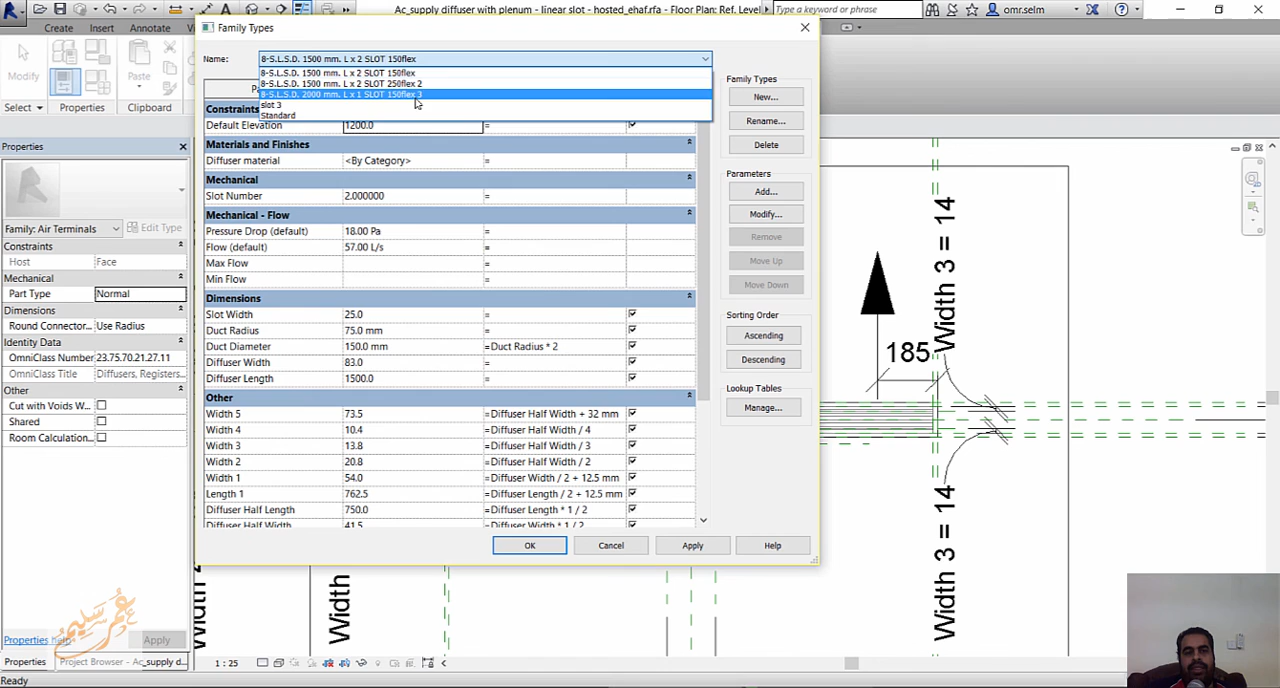 Ac_supply diffuser with plenum - linear slot - hosted_ehaf.rfa - Floor Plan: Ref. Level
Type a keyword or phrase
omr.selm
Create
Insert
Annotate
Modify
Paste
Select
Properties
Clipboard
Properties
Family: Air Terminals
Edit Type
Constraints
Host Face
Mechanical
Part Type Normal
Dimensions
Round Connector... Use Radius
Identity Data
OmniClass Number 23.75.70.21.27.11
OmniClass Title Diffusers, Registers...
Other
Cut with Voids W...
Shared
Room Calculation...
Properties help
Apply
Properties
Project Browser - Ac_supply d...
Ready
Family Types
Name: 8-S.L.S.D. 1500 mm. L x 2 SLOT 150flex
8-S.L.S.D. 1500 mm. L x 2 SLOT 150flex
8-S.L.S.D. 1500 mm. L x 2 SLOT 250flex 2
8-S.L.S.D. 2000 mm. L x 1 SLOT 150flex 3
slot 3
Standard
Constraints
Default Elevation 1200.0 =
Materials and Finishes
Diffuser material <By Category> =
Mechanical
Slot Number 2.000000 =
Mechanical - Flow
Pressure Drop (default) 18.00 Pa =
Flow (default) 57.00 L/s =
Max Flow =
Min Flow =
Dimensions
Slot Width 25.0 =
Duct Radius 75.0 mm =
Duct Diameter 150.0 mm =Duct Radius * 2
Diffuser Width 83.0 =
Diffuser Length 1500.0 =
Other
Width 5 73.5 =Diffuser Half Width + 32 mm
Width 4 10.4 =Diffuser Half Width / 4
Width 3 13.8 =Diffuser Half Width / 3
Width 2 20.8 =Diffuser Half Width / 2
Width 1 54.0 =Diffuser Width / 2 + 12.5 mm
Length 1 762.5 =Diffuser Length / 2 + 12.5 mm
Diffuser Half Length 750.0 =Diffuser Length * 1 / 2
Diffuser Half Width 41.5 =Diffuser Width * 1 / 2
OK
Cancel
Apply
Help
Family Types
New...
Rename...
Delete
Parameters
Add...
Modify...
Remove
Move Up
Move Down
Sorting Order
Ascending
Descending
Lookup Tables
Manage...
Width 3 = 14
185
Width 3 = 14
Width
Width
1 : 25
عمر سليم